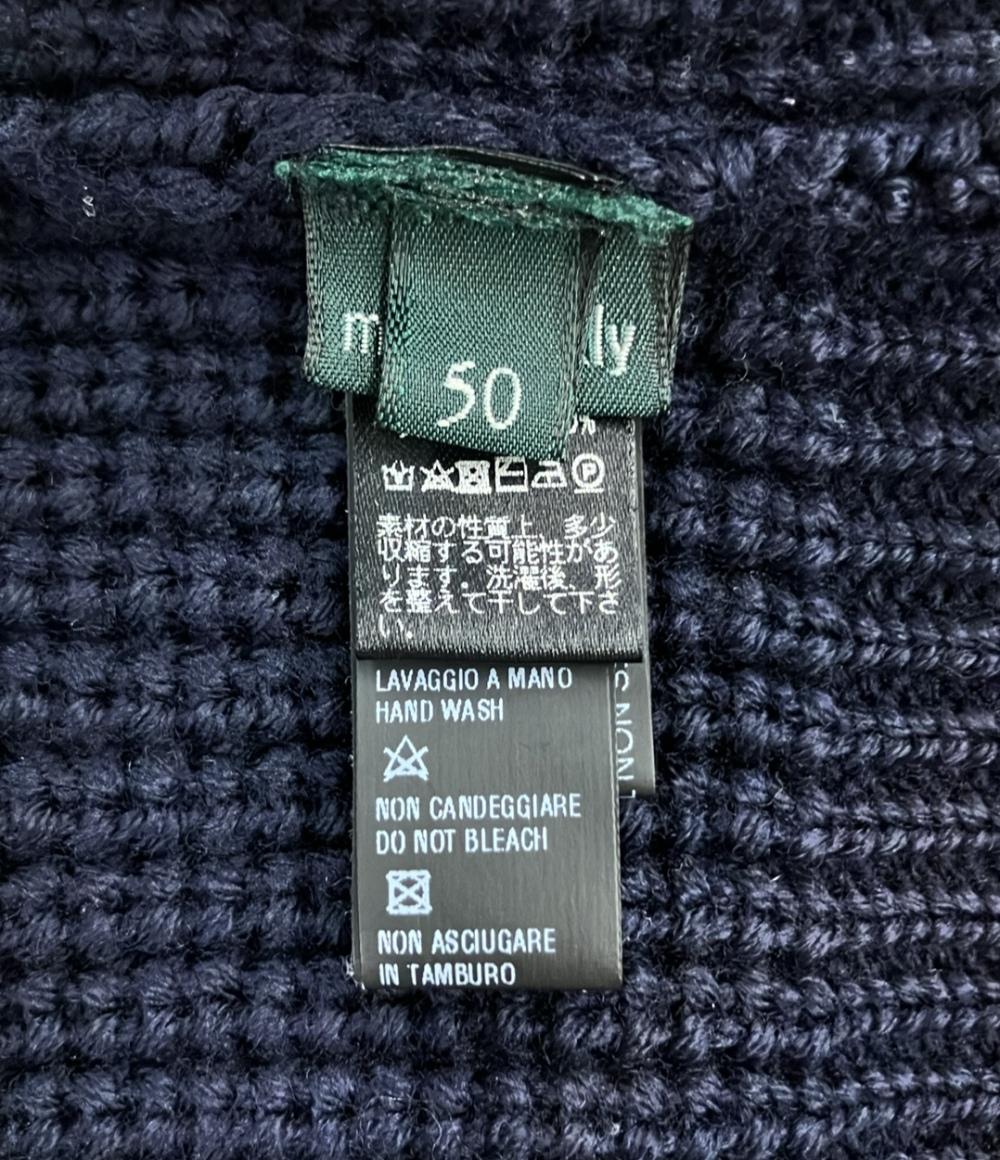 50
ly
素材の性質上、多少
収縮する可能性があ
ります。洗濯後、形
を整えて干して下さ
い。
LAVAGGIO A MANO
HAND WASH
NON CANDEGGIARE
DO NOT BLEACH
NON ASCIUGARE
IN TAMBURO